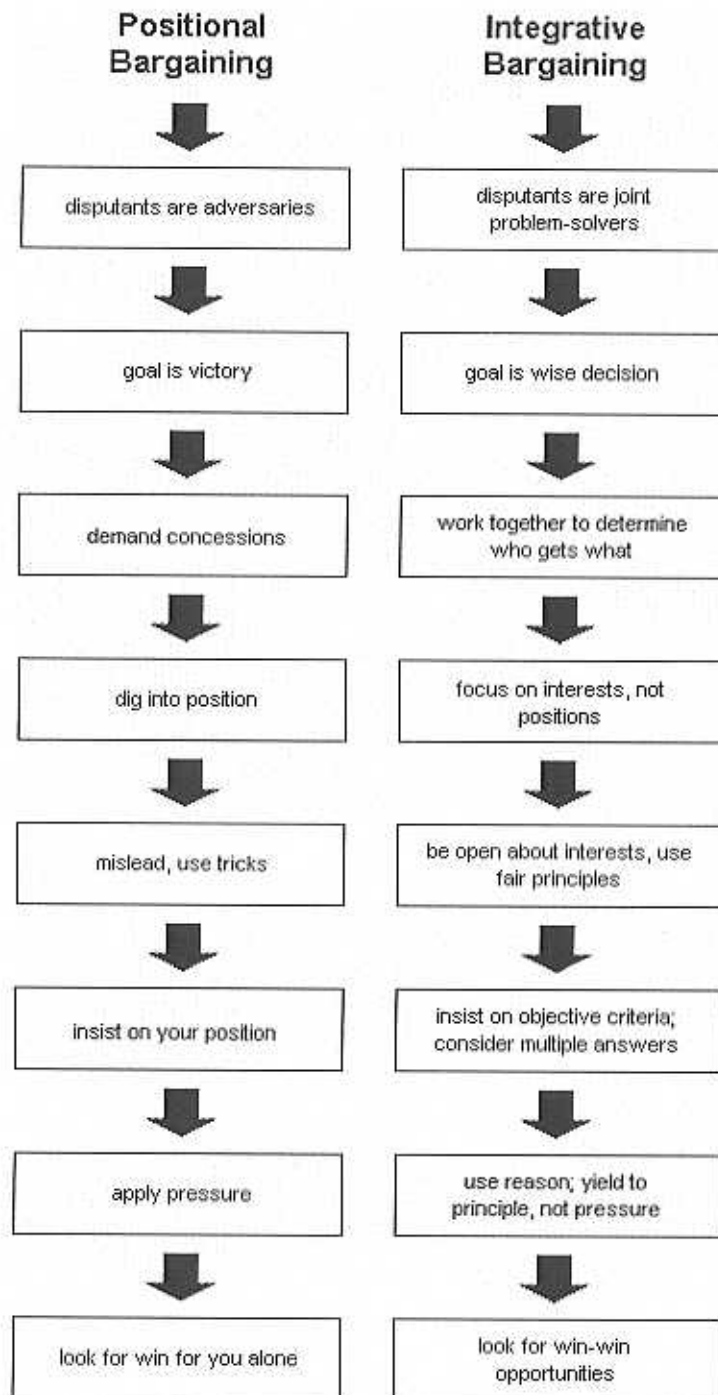 Positional
Bargaining
disputants are adversaries
goal is victory
demand concessions
dig into position
mislead, use tricks
insist on your position
apply pressure
look for win for you alone
Integrative
Bargaining
disputants are joint
problem-solvers
goal is wise decision
work together to determine
who gets what
focus on interests, not
positions
be open about interests, use
fair principles
insist on objective criteria;
consider multiple answers
use reason; yield to
principle, not pressure
look for win-win
opportunities